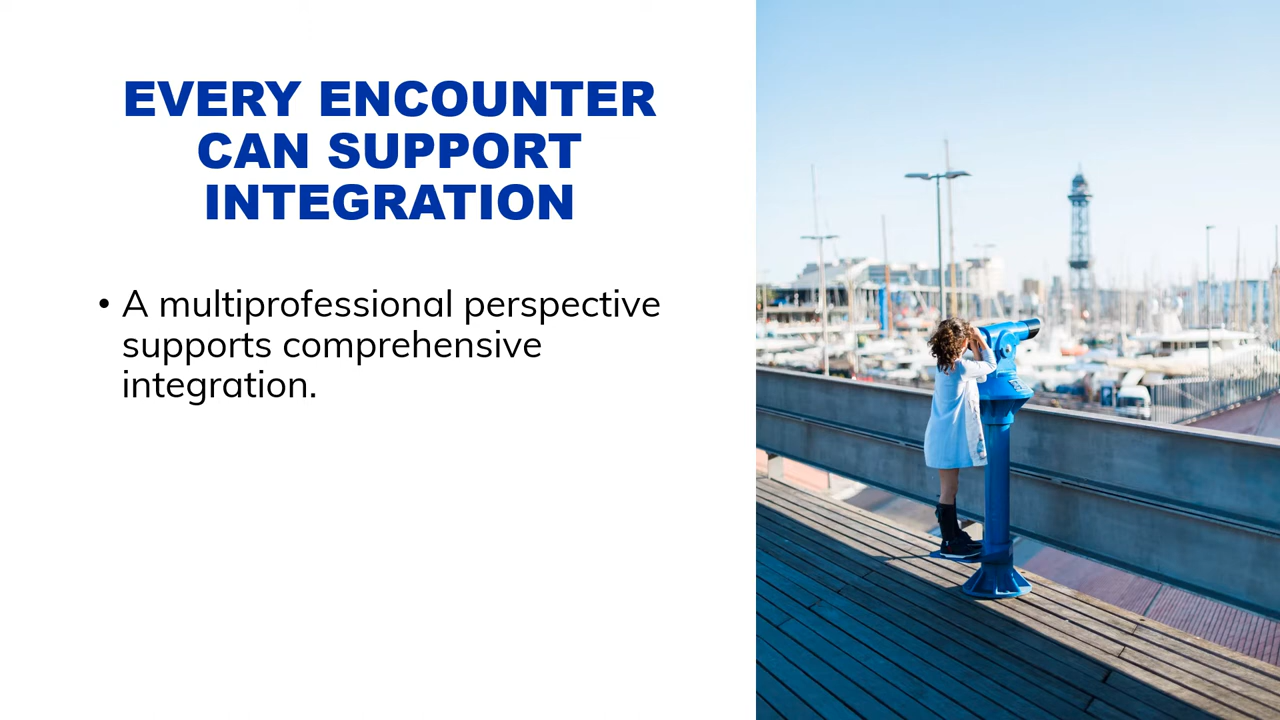 EVERY ENCOUNTER
CAN SUPPORT
INTEGRATION
• A multiprofessional perspective
supports comprehensive
integration.